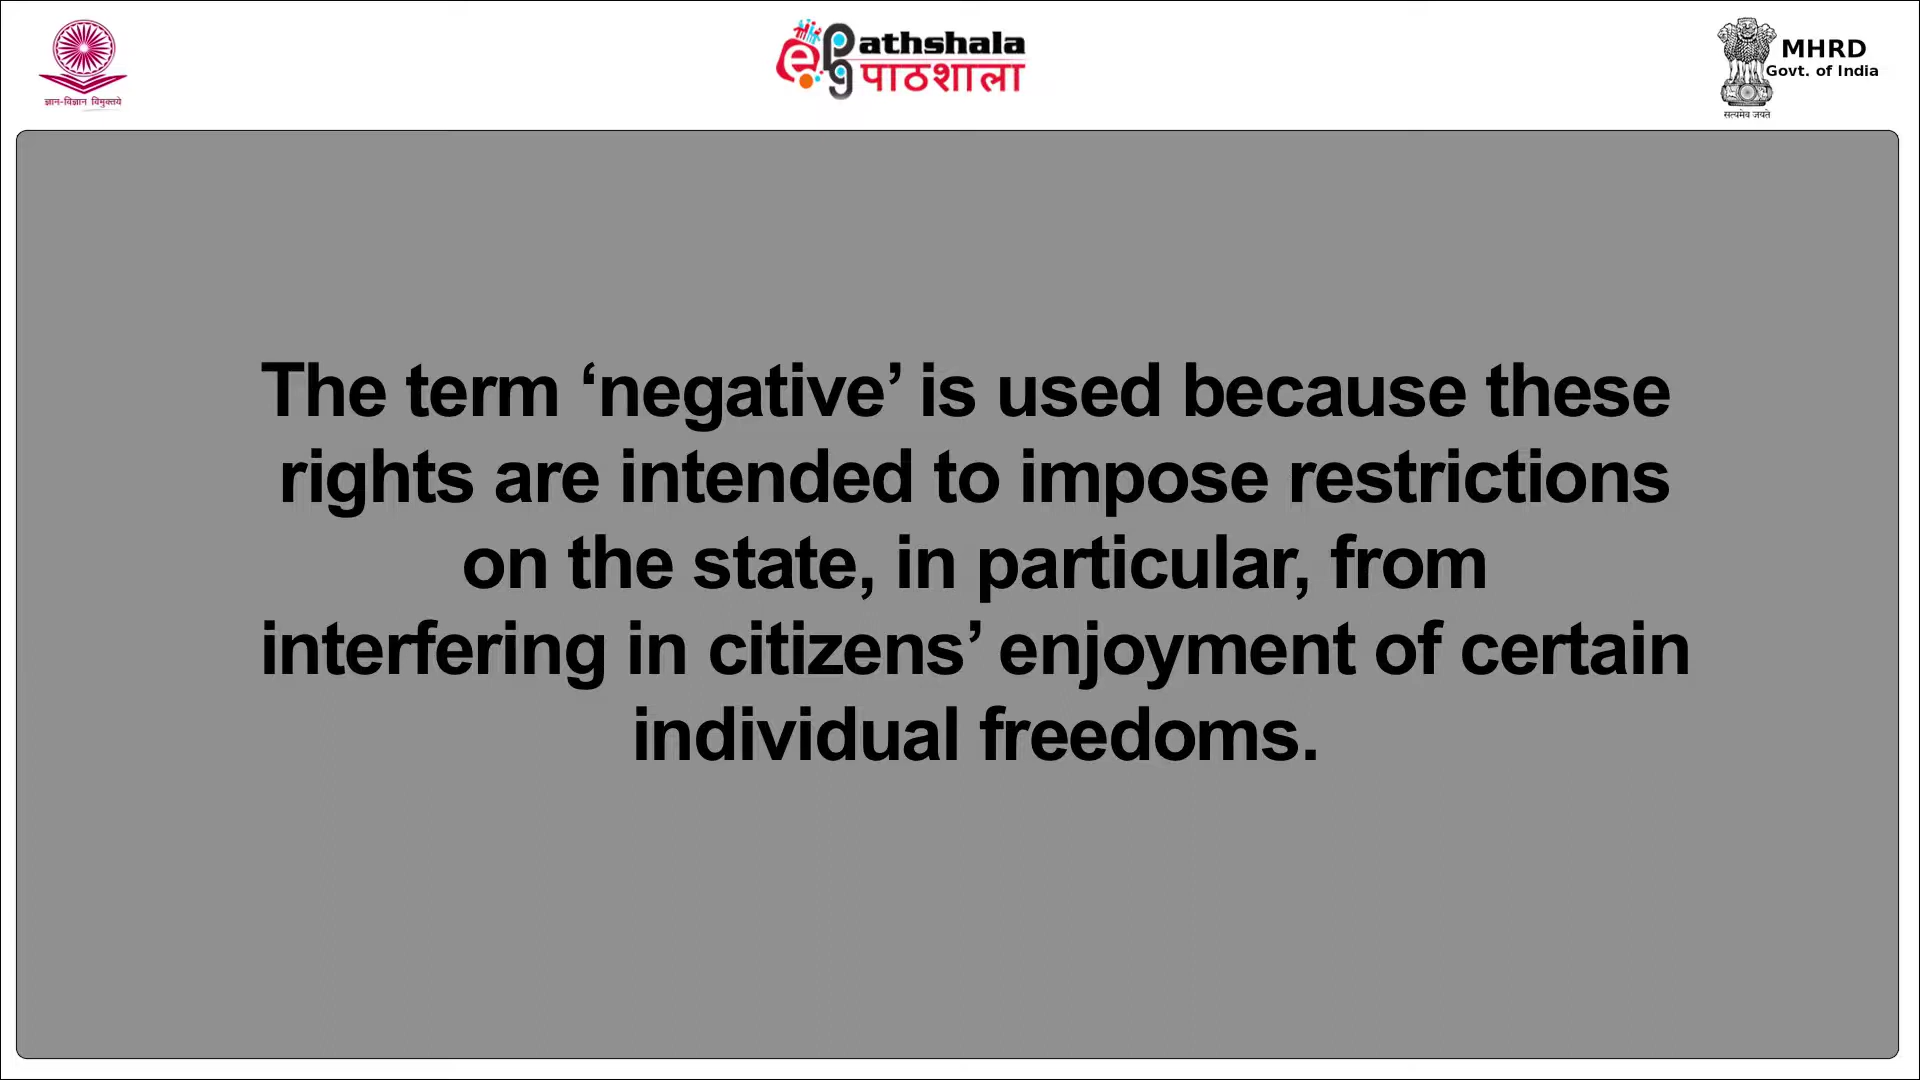 ज्ञान-विज्ञान विमुक्तये
epg
athshala
पाठशाला
MHRD
Govt. of India
सत्यमेव जयते
The term ‘negative’ is used because these
rights are intended to impose restrictions
on the state, in particular, from
interfering in citizens’ enjoyment of certain
individual freedoms.